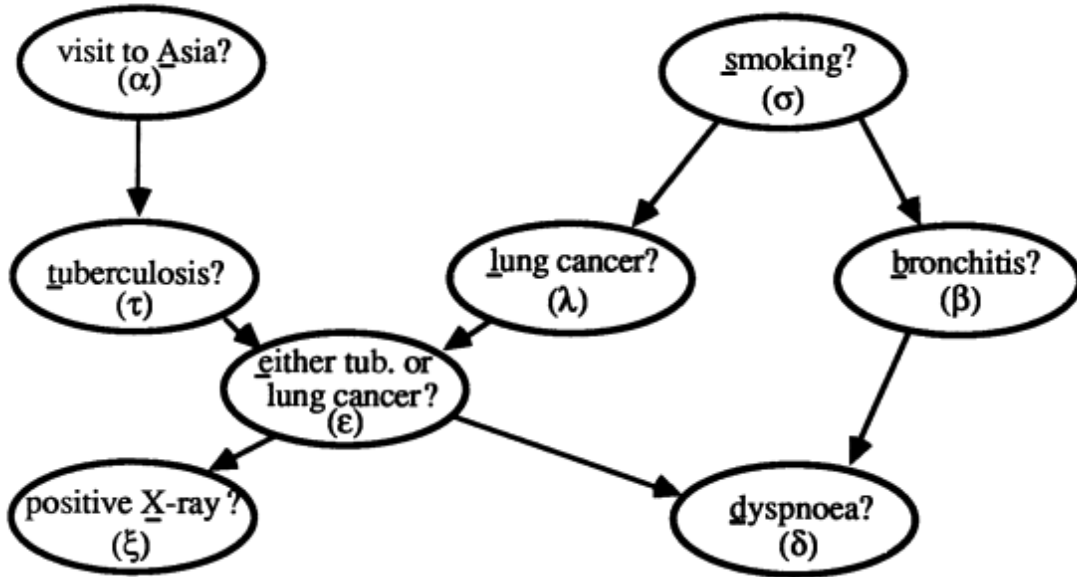 visit to Asia?
(α)
smoking?
(σ)
tuberculosis?
(τ)
lung cancer?
(λ)
bronchitis?
(β)
either tub. or
lung cancer?
(ε)
positive X-ray?
(ξ)
dyspnoea?
(δ)